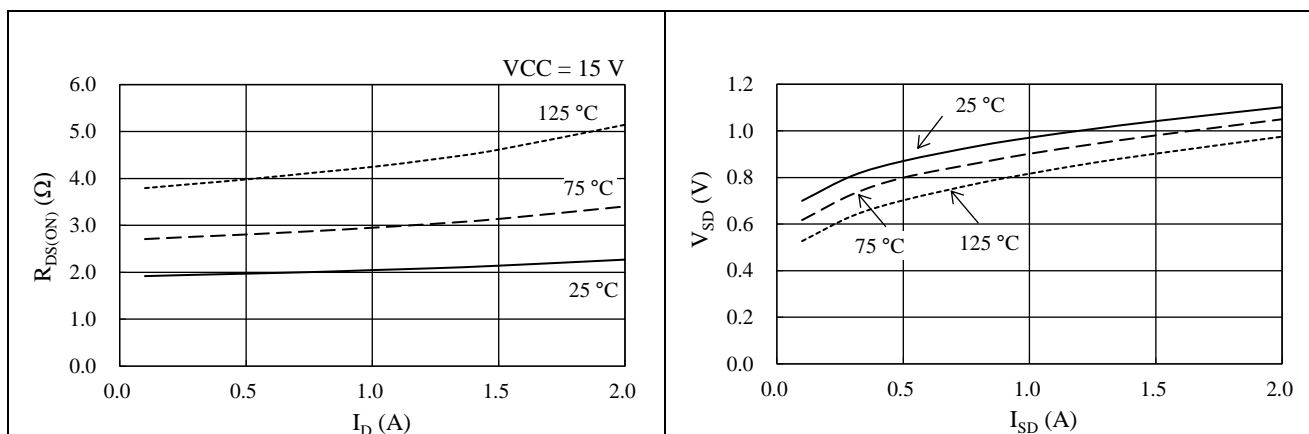 VCC = 15 V
6.0
5.0
4.0
3.0
2.0
1.0
0.0
R_DS(ON) (Ω)
125 °C
75 °C
25 °C
0.0 0.5 1.0 1.5 2.0
I_D (A)
1.2
1.0
0.8
0.6
0.4
0.2
0.0
V_SD (V)
25 °C
75 °C
125 °C
0.0 0.5 1.0 1.5 2.0
I_SD (A)